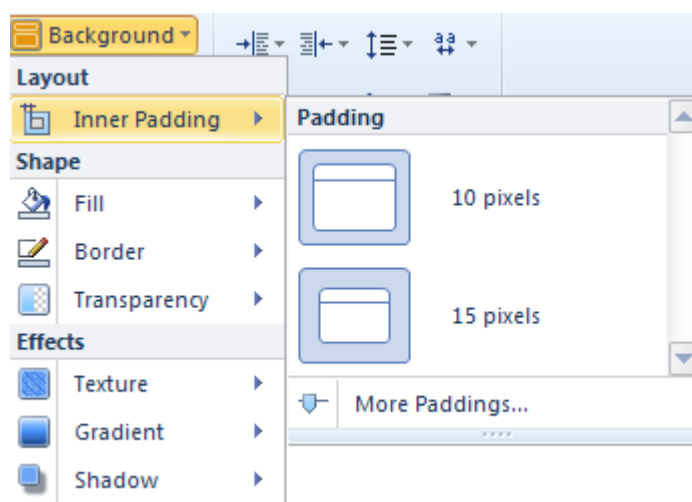 Background
Layout
Inner Padding
Padding
10 pixels
15 pixels
More Paddings...
Shape
Fill
Border
Transparency
Effects
Texture
Gradient
Shadow